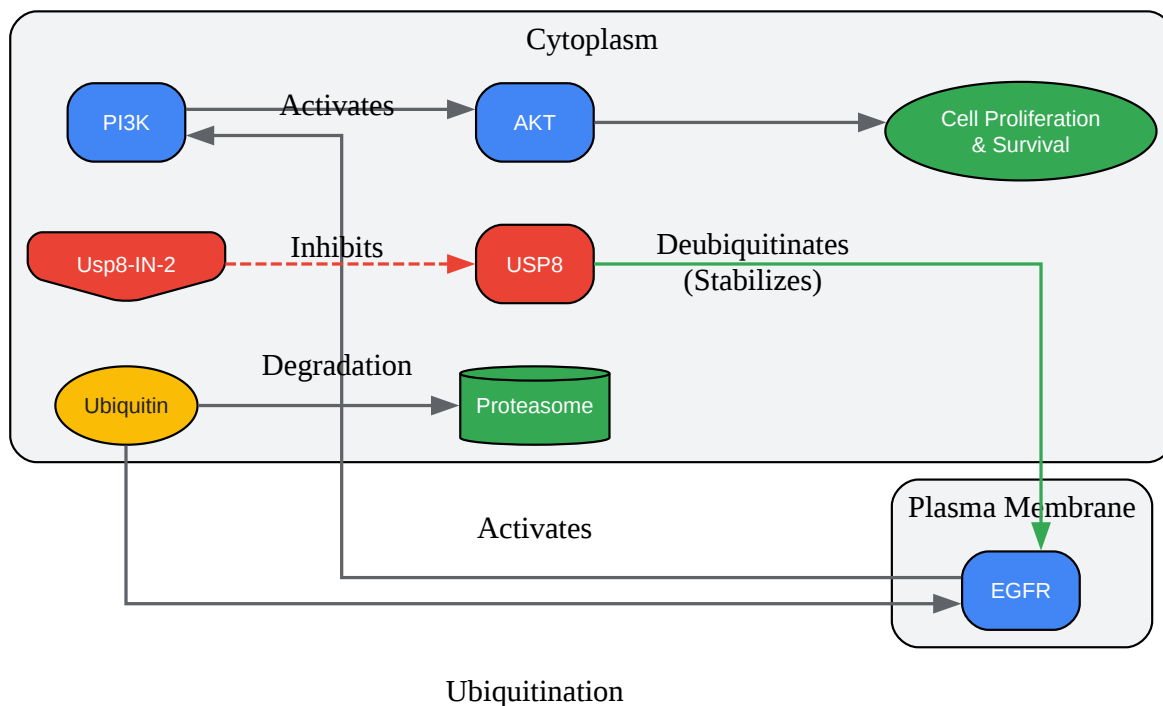 Cytoplasm
PI3K
Activates
AKT
Cell Proliferation
& Survival
Usp8-IN-2
Inhibits
USP8
Deubiquitinates
(Stabilizes)
Ubiquitin
Degradation
Proteasome
Plasma Membrane
Activates
EGFR
Ubiquitination